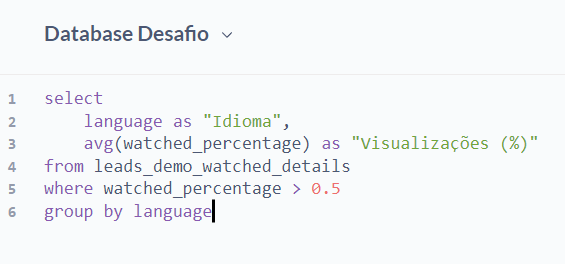 Database Desafio
1 select
2 language as "Idioma",
3 avg(watched_percentage) as "Visualizações (%)"
4 from leads_demo_watched_details
5 where watched_percentage > 0.5
6 group by language